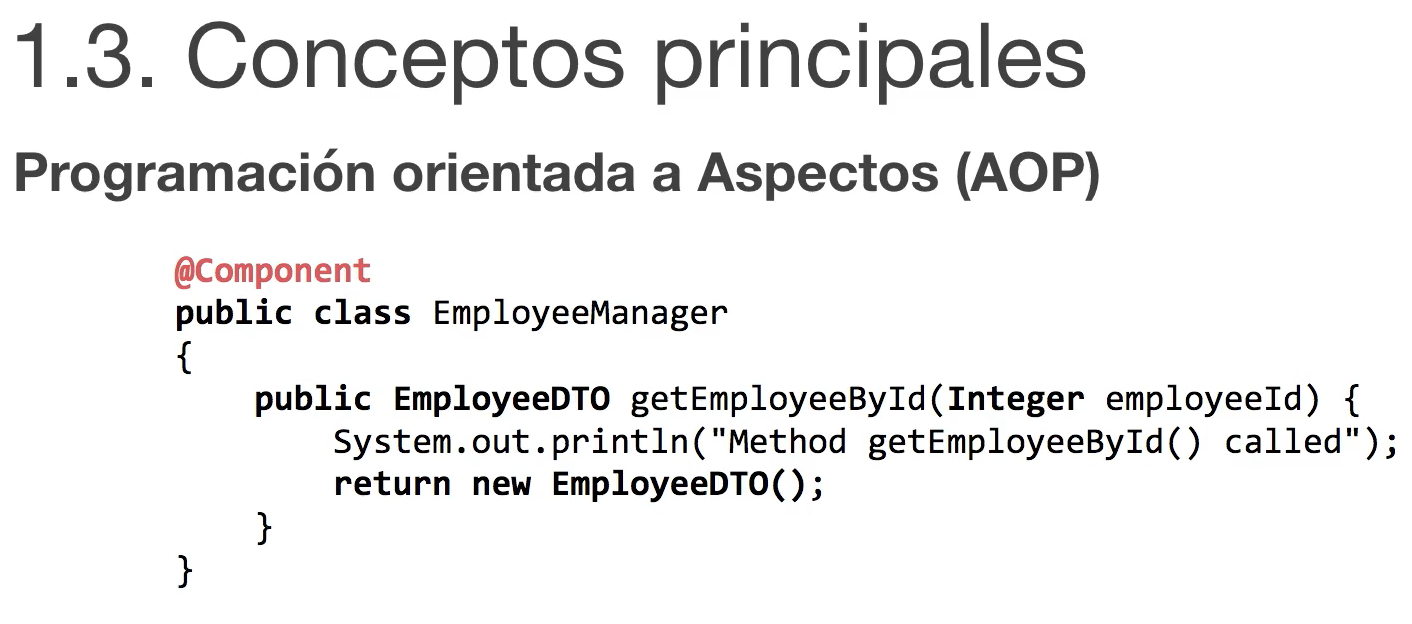 1.3. Conceptos principales
Programación orientada a Aspectos (AOP)
@Component
public class EmployeeManager
{
    public EmployeeDTO getEmployeeById(Integer employeeId) {
        System.out.println("Method getEmployeeById() called");
        return new EmployeeDTO();
    }
}